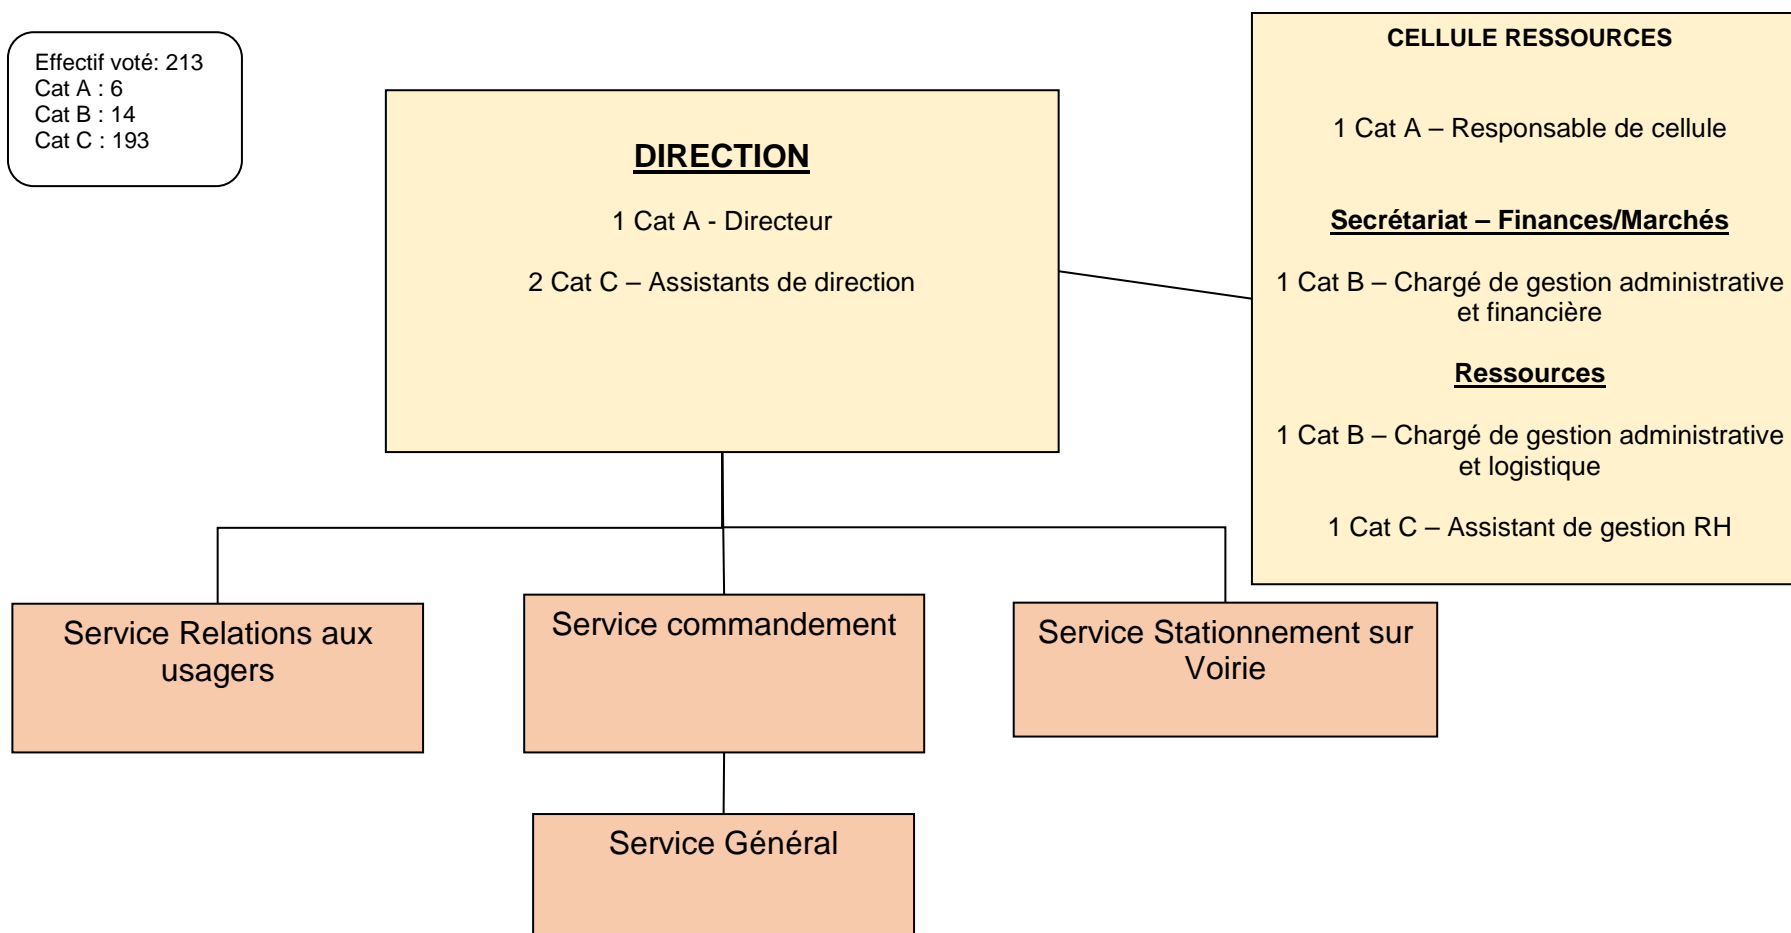 Effectif voté: 213
Cat A : 6
Cat B : 14
Cat C : 193
DIRECTION
1 Cat A - Directeur
2 Cat C – Assistants de direction
CELLULE RESSOURCES
1 Cat A – Responsable de cellule
Secrétariat – Finances/Marchés
1 Cat B – Chargé de gestion administrative
et financière
Ressources
1 Cat B – Chargé de gestion administrative
et logistique
1 Cat C – Assistant de gestion RH
Service Relations aux
usagers
Service commandement
Service Stationnement sur
Voirie
Service Général